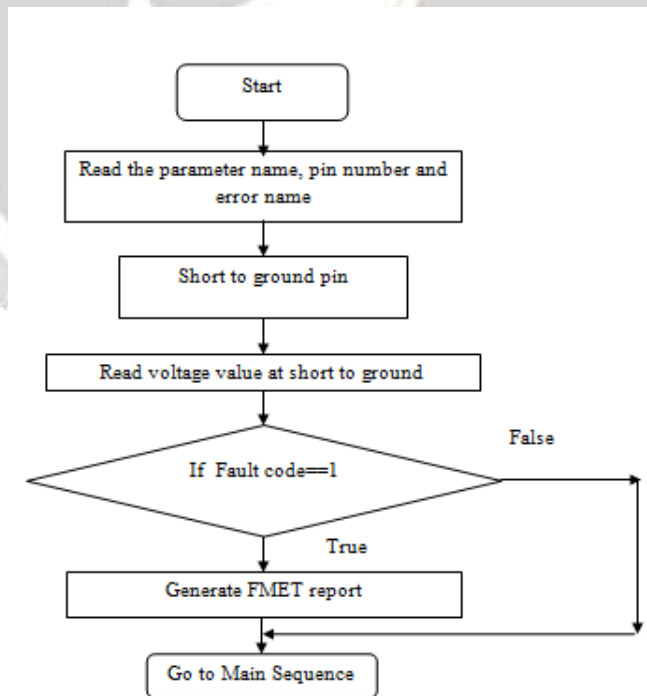 Start
Read the parameter name, pin number and
error name
Short to ground pin
Read voltage value at short to ground
False
If Fault code==1
True
Generate FMET report
Go to Main Sequence